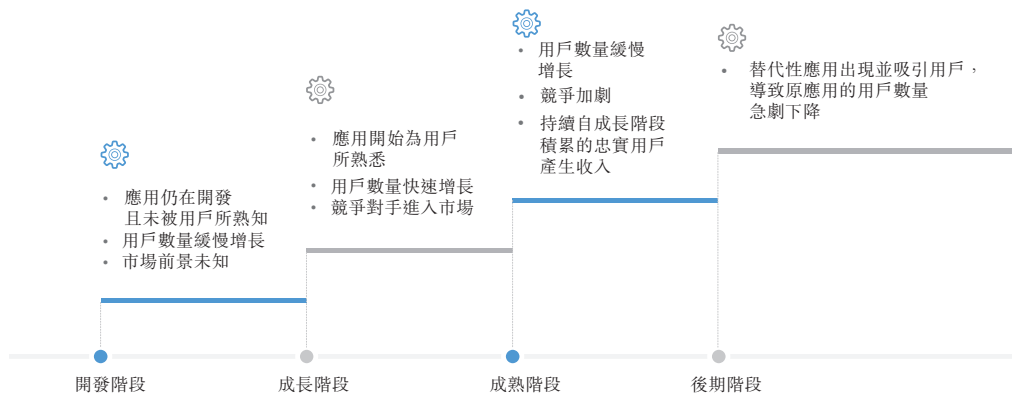 • 應用仍在開發
且未被用戶所熟知
• 用戶數量緩慢增長
• 市場前景未知
• 應用開始為用戶
所熟悉
• 用戶數量快速增長
• 競爭對手進入市場
• 用戶數量緩慢
增長
• 競爭加劇
• 持續自成長階段
積累的忠實用戶
產生收入
• 替代性應用出現並吸引用戶，
導致原應用的用戶數量
急劇下降
開發階段
成長階段
成熟階段
後期階段